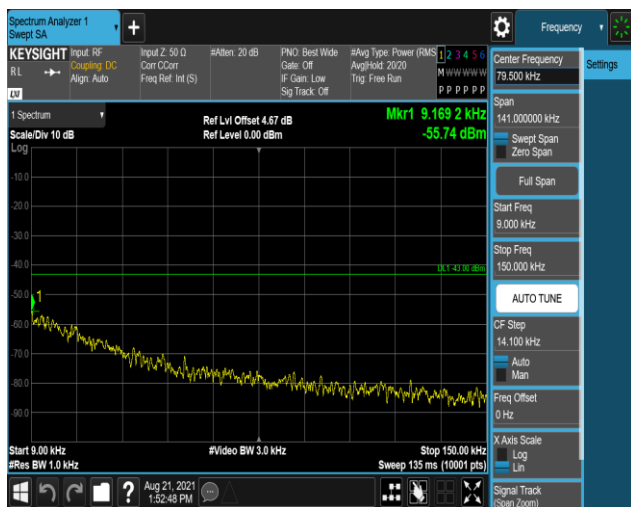 Spectrum Analyzer 1
Swept SA
+
Frequency
KEYSIGHT
Input: RF
Input Z: 50 Ω
#Atten: 20 dB
PNO: Best Wide
#Avg Type: Power (RMS
1 2 3 4 5 6
RL
Coupling: DC
Corr CCorr
Gate: Off
Avg|Hold: 20/20
M W W W W W
Align: Auto
Freq Ref: Int (S)
IF Gain: Low
Trig: Free Run
Sig Track: Off
P P P P P P
LXI
1 Spectrum
Scale/Div 10 dB
Ref Lvl Offset 4.67 dB
Ref Level 0.00 dBm
Mkr1 9.169 2 kHz
-55.74 dBm
Log
-10.0
-20.0
-30.0
-40.0
DL1 -43.00 dBm
-50.0
1
-60.0
-70.0
-80.0
-90.0
Start 9.00 kHz
#Video BW 3.0 kHz
Stop 150.00 kHz
#Res BW 1.0 kHz
Sweep 135 ms (10001 pts)
?
Aug 21, 2021
1:52:48 PM
Center Frequency
79.500 kHz
Settings
Span
141.000000 kHz
Swept Span
Zero Span
Full Span
Start Freq
9.000 kHz
Stop Freq
150.000 kHz
AUTO TUNE
CF Step
14.100 kHz
Auto
Man
Freq Offset
0 Hz
X Axis Scale
Log
Lin
Signal Track
(Span Zoom)